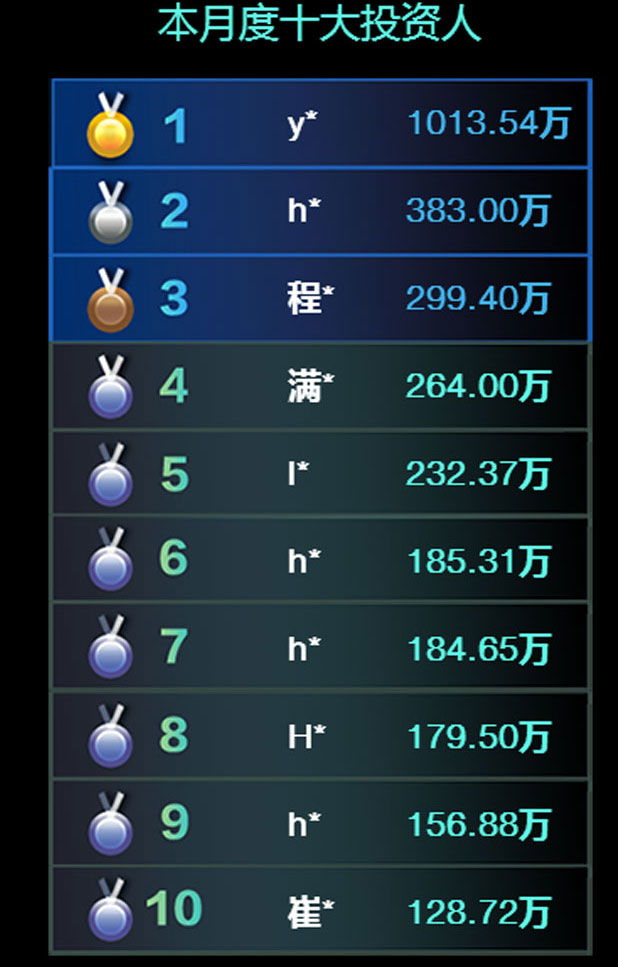 本月度十大投资人
1 y* 1013.54万
2 h* 383.00万
3 程* 299.40万
4 满* 264.00万
5 l* 232.37万
6 h* 185.31万
7 h* 184.65万
8 H* 179.50万
9 h* 156.88万
10 崔* 128.72万